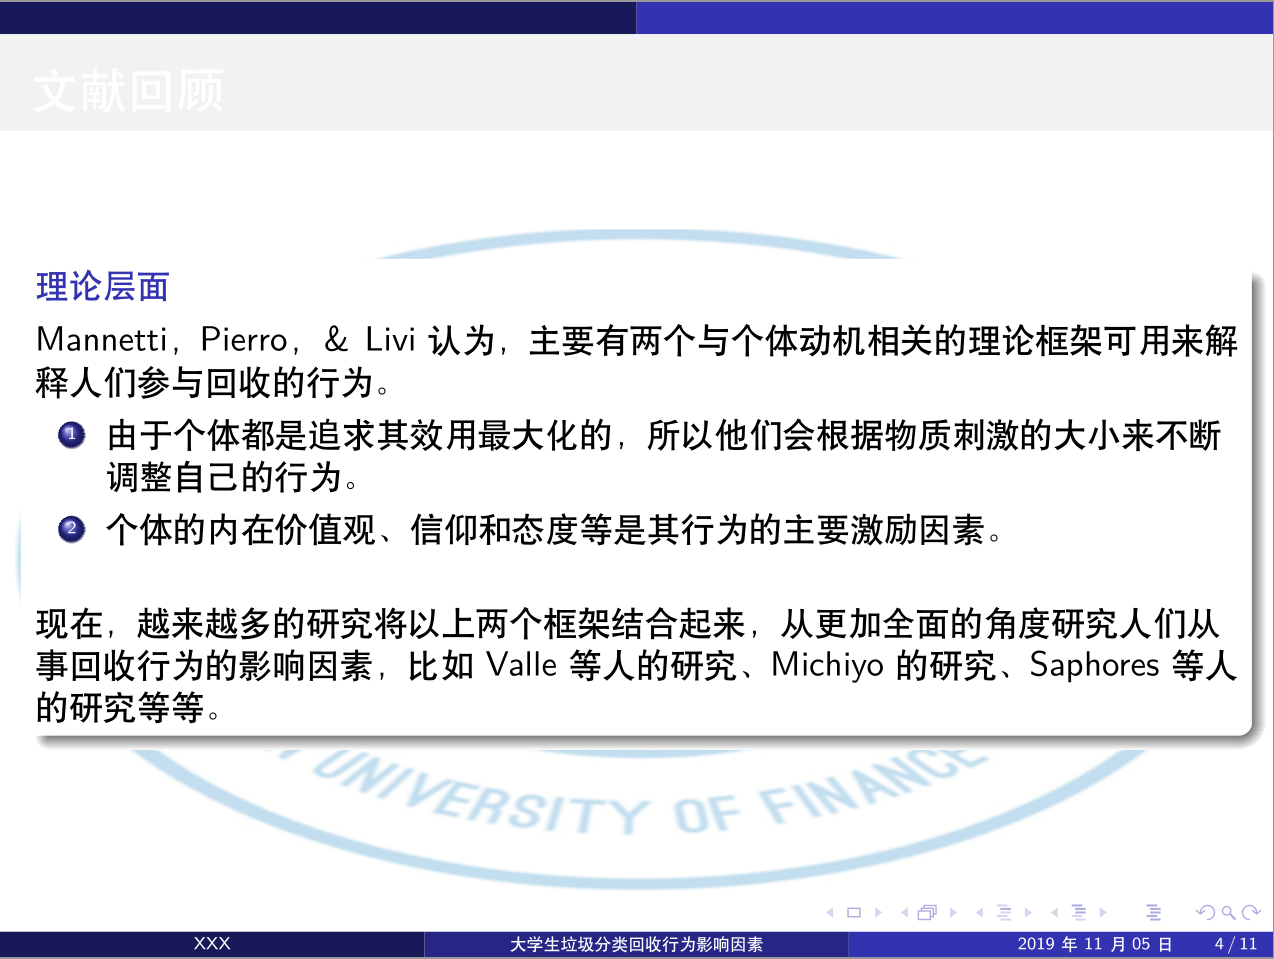 文献回顾
理论层面
Mannetti，Pierro，& Livi 认为，主要有两个与个体动机相关的理论框架可用来解
释人们参与回收的行为。
1 由于个体都是追求其效用最大化的，所以他们会根据物质刺激的大小来不断
调整自己的行为。
2 个体的内在价值观、信仰和态度等是其行为的主要激励因素。
现在，越来越多的研究将以上两个框架结合起来，从更加全面的角度研究人们从
事回收行为的影响因素，比如 Valle 等人的研究、Michiyo 的研究、Saphores 等人
的研究等等。
UNIVERSITY OF FINANCE
XXX 大学生垃圾分类回收行为影响因素 2019 年 11 月 05 日 4 / 11